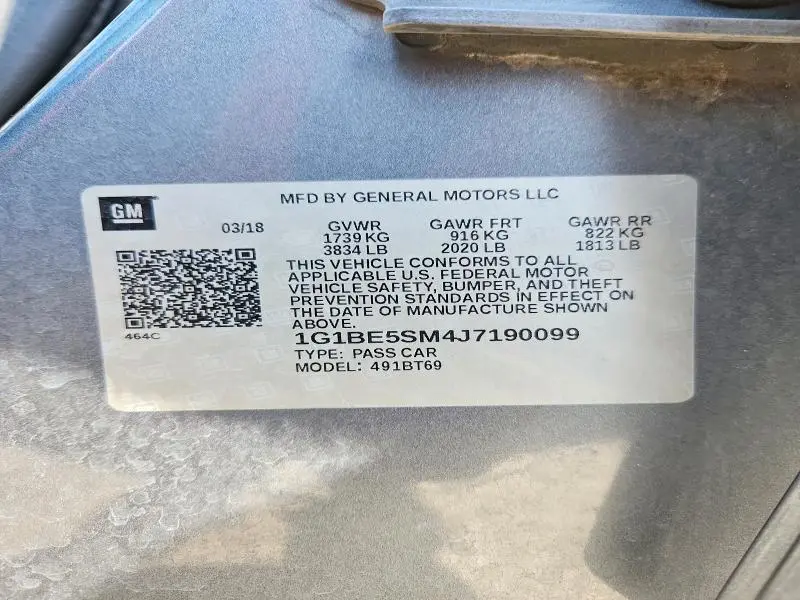 GM
MFD BY GENERAL MOTORS LLC
03/18 GVWR GAWR FRT GAWR RR
1739 KG 916 KG 822 KG
3834 LB 2020 LB 1813 LB
THIS VEHICLE CONFORMS TO ALL
APPLICABLE U.S. FEDERAL MOTOR
VEHICLE SAFETY, BUMPER, AND THEFT
PREVENTION STANDARDS IN EFFECT ON
THE DATE OF MANUFACTURE SHOWN
ABOVE.
464C
1G1BE5SM4J7190099
TYPE: PASS CAR
MODEL: 491BT69